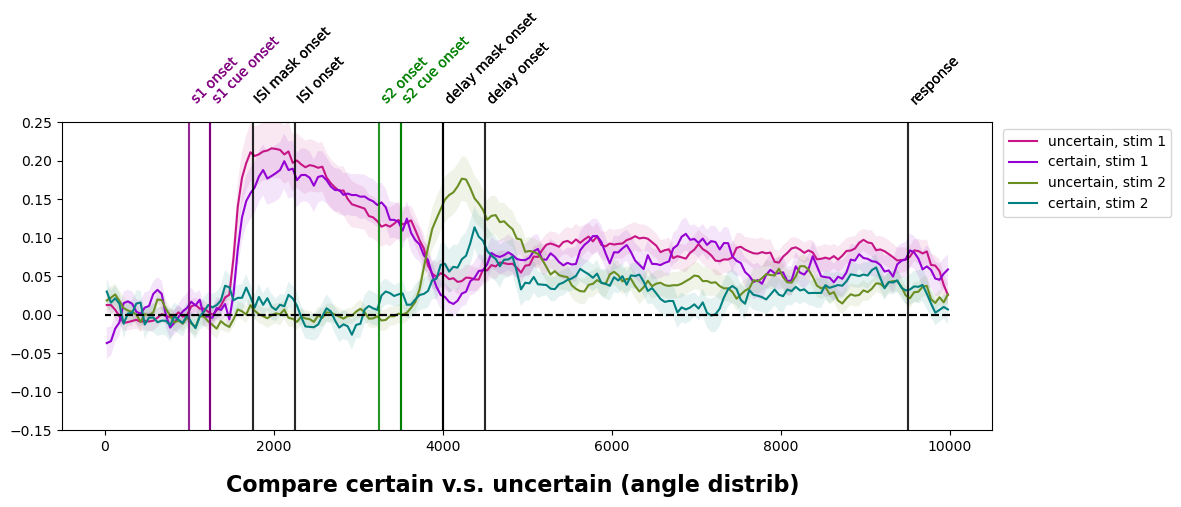 s1 onset
s1 cue onset
ISI mask onset
ISI onset
s2 onset
s2 cue onset
delay mask onset
delay onset
response
0.25
0.20
0.15
0.10
0.05
0.00
−0.05
−0.10
−0.15
0
2000
4000
6000
8000
10000
uncertain, stim 1
certain, stim 1
uncertain, stim 2
certain, stim 2
Compare certain v.s. uncertain (angle distrib)